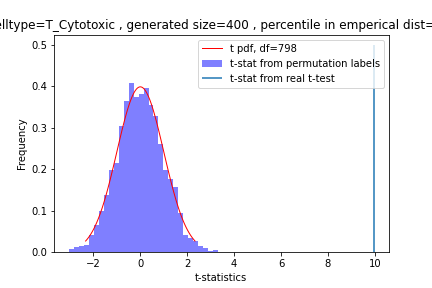 elltype=T_Cytotoxic , generated size=400 , percentile in emperical dist=
t pdf, df=798
t-stat from permutation labels
t-stat from real t-test
Frequency
0.5
0.4
0.3
0.2
0.1
0.0
−2
0
2
4
6
8
10
t-statistics